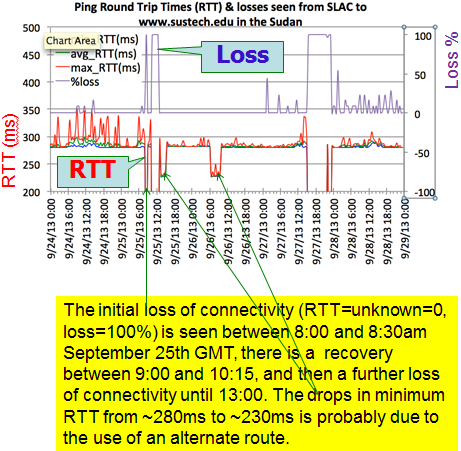 Ping Round Trip Times (RTT) & losses seen from SLAC to
www.sustech.edu in the Sudan
500
450
400
350
300
250
200
RTT (ms)
Chart Area
avg_RTT(ms)
max_RTT(ms)
%loss
Loss
RTT
100
50
0
-50
-100
Loss %
9/24/13 0:00
9/24/13 6:00
9/24/13 12:00
9/24/13 18:00
9/25/13 0:00
9/25/13 6:00
9/25/13 12:00
9/25/13 18:00
9/26/13 0:00
9/26/13 6:00
9/26/13 12:00
9/26/13 18:00
9/27/13 0:00
9/27/13 6:00
9/27/13 12:00
9/27/13 18:00
9/28/13 0:00
9/28/13 6:00
9/28/13 12:00
9/28/13 18:00
9/29/13 0:00
The initial loss of connectivity (RTT=unknown=0,
loss=100%) is seen between 8:00 and 8:30am
September 25th GMT, there is a recovery
between 9:00 and 10:15, and then a further loss
of connectivity until 13:00. The drops in minimum
RTT from ~280ms to ~230ms is probably due to
the use of an alternate route.